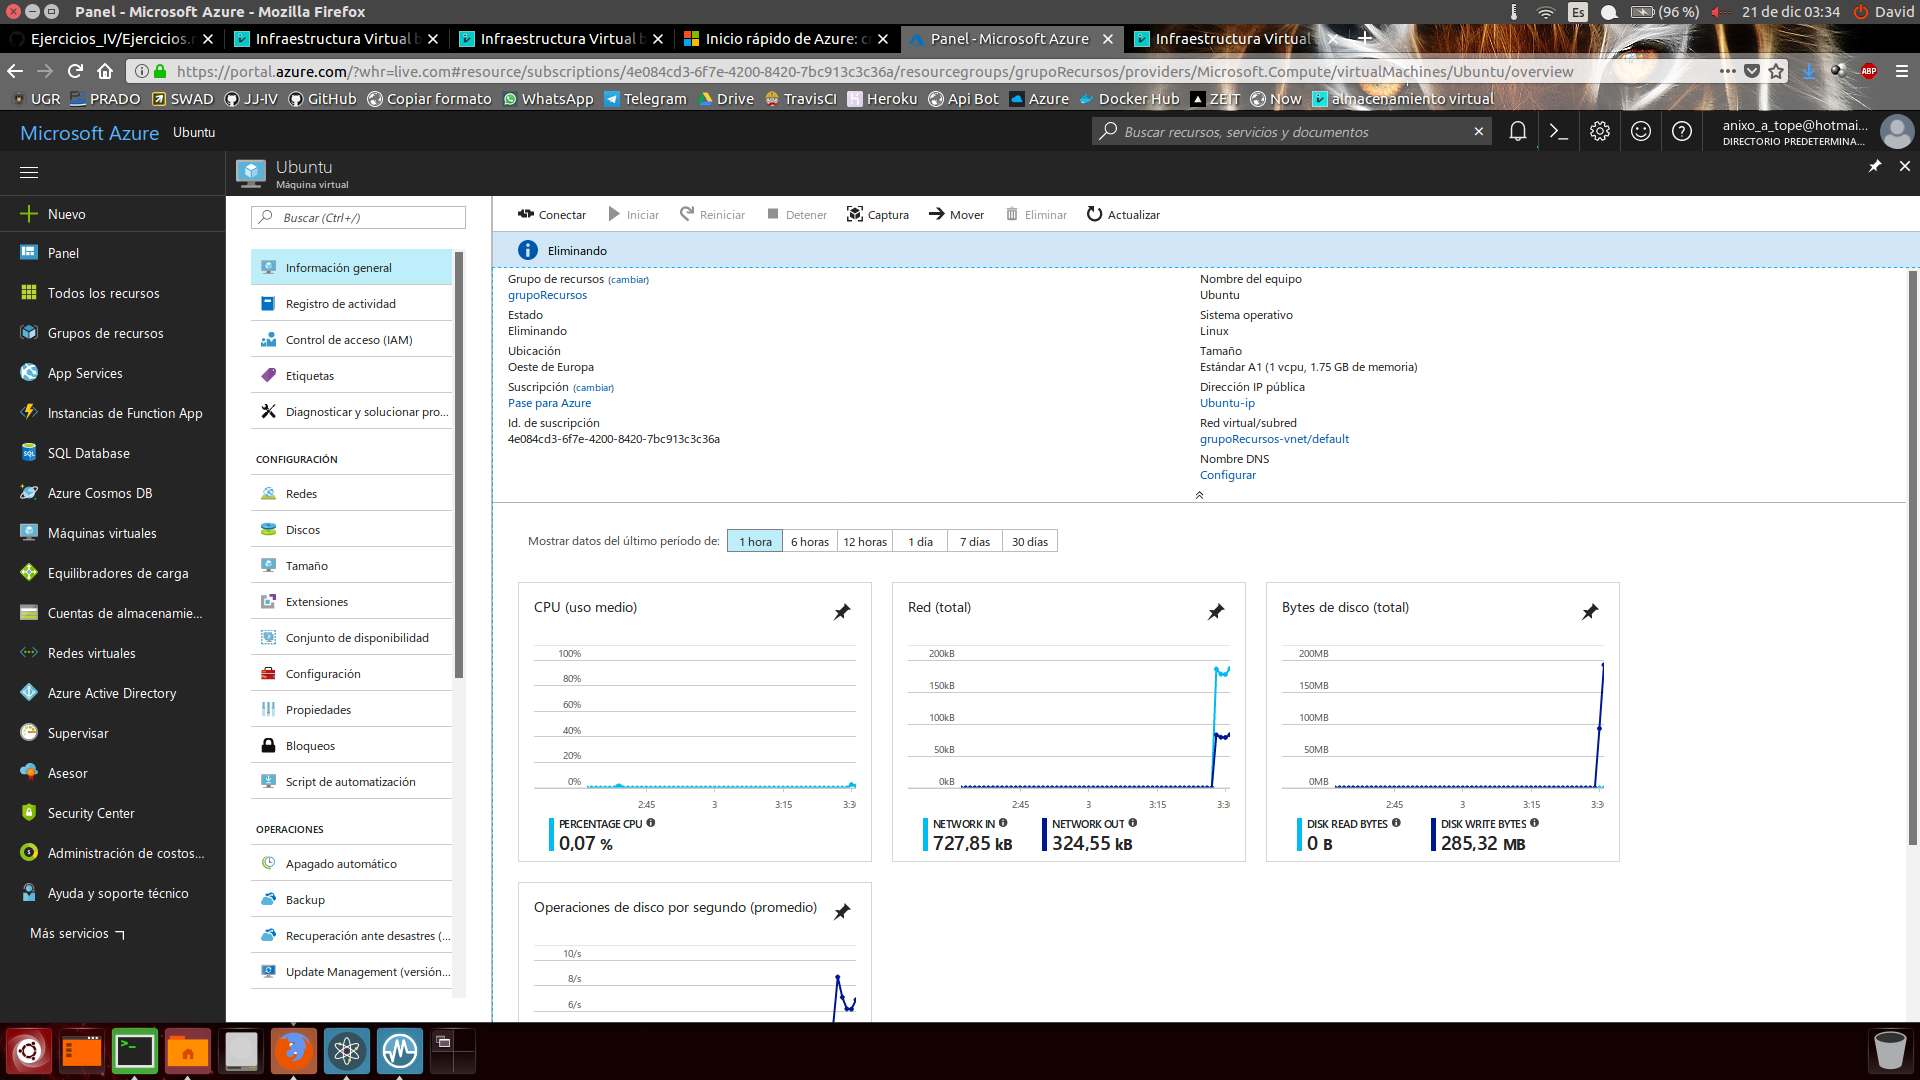 Panel - Microsoft Azure - Mozilla Firefox
Es
(96 %)
21 de dic 03:34
David
Ejercicios_IV/Ejercicios.
Infraestructura Virtual
Infraestructura Virtual
Inicio rápido de Azure: c
Panel - Microsoft Azure
Infraestructura Virtual
https://portal.azure.com/?whr=live.com#resource/subscriptions/4e084cd3-6f7e-4200-8420-7bc913c3c36a/resourcegroups/grupoRecursos/providers/Microsoft.Compute/virtualMachines/Ubuntu/overview
ABP
UGR
PRADO
SWAD
JJ-IV
GitHub
Copiar formato
WhatsApp
Telegram
Drive
TravisCI
Heroku
Api Bot
Azure
Docker Hub
ZEIT
Now
almacenamiento virtual
Microsoft Azure
Ubuntu
Buscar recursos, servicios y documentos
anixo_a_tope@hotmai...
DIRECTORIO PREDETERMINA...
Ubuntu
Máquina virtual
Nuevo
Panel
Todos los recursos
Grupos de recursos
App Services
Instancias de Function App
SQL Database
Azure Cosmos DB
Máquinas virtuales
Equilibradores de carga
Cuentas de almacenamie...
Redes virtuales
Azure Active Directory
Supervisar
Asesor
Security Center
Administración de costos...
Ayuda y soporte técnico
Más servicios
Buscar (Ctrl+/)
Información general
Registro de actividad
Control de acceso (IAM)
Etiquetas
Diagnosticar y solucionar pro...
CONFIGURACIÓN
Redes
Discos
Tamaño
Extensiones
Conjunto de disponibilidad
Configuración
Propiedades
Bloqueos
Script de automatización
OPERACIONES
Apagado automático
Backup
Recuperación ante desastres (...
Update Management (versión...
Conectar
Iniciar
Reiniciar
Detener
Captura
Mover
Eliminar
Actualizar
Eliminando
Grupo de recursos (cambiar)
grupoRecursos
Estado
Eliminando
Ubicación
Oeste de Europa
Suscripción (cambiar)
Pase para Azure
Id. de suscripción
4e084cd3-6f7e-4200-8420-7bc913c3c36a
Nombre del equipo
Ubuntu
Sistema operativo
Linux
Tamaño
Estándar A1 (1 vcpu, 1.75 GB de memoria)
Dirección IP pública
Ubuntu-ip
Red virtual/subred
grupoRecursos-vnet/default
Nombre DNS
Configurar
Mostrar datos del último período de:
1 hora
6 horas
12 horas
1 día
7 días
30 días
CPU (uso medio)
100%
80%
60%
40%
20%
0%
2:45
3
3:15
3:3
PERCENTAGE CPU
0,07 %
Red (total)
200kB
150kB
100kB
50kB
0kB
2:45
3
3:15
3:3
NETWORK IN
727,85 kB
NETWORK OUT
324,55 kB
Bytes de disco (total)
200MB
150MB
100MB
50MB
0MB
2:45
3
3:15
3:3
DISK READ BYTES
0 B
DISK WRITE BYTES
285,32 MB
Operaciones de disco por segundo (promedio)
10/s
8/s
6/s